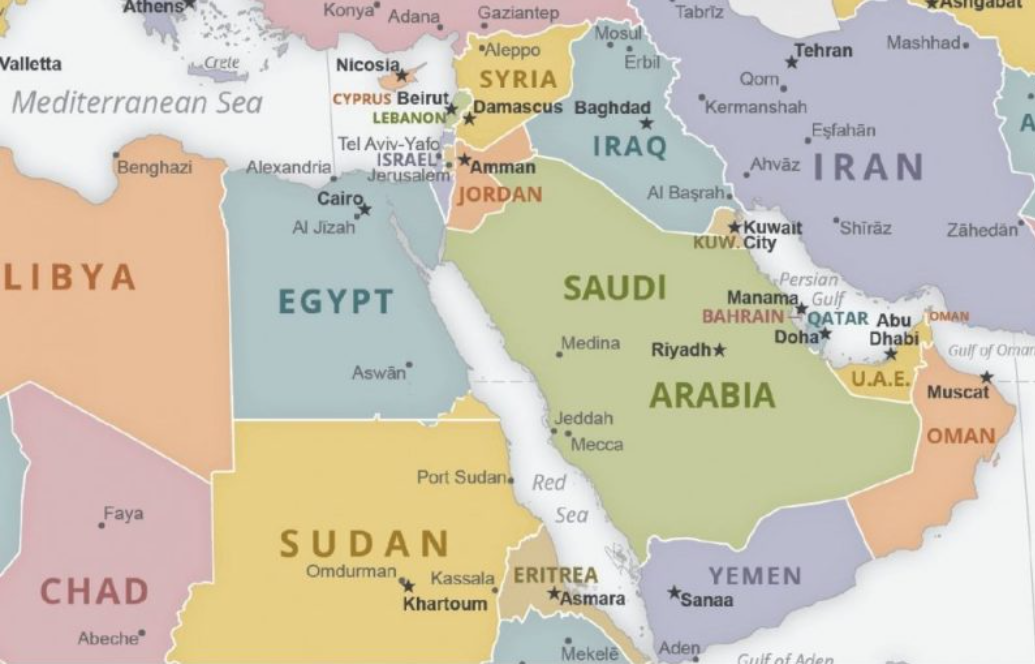 Athens
Konya
Adana
Gaziantep
Tabrīz
Ashgabat
Valletta
Crete
Nicosia
Aleppo
Mosul
Erbil
Tehran
Mashhad
Mediterranean Sea
CYPRUS
Beirut
SYRIA
Qom
LEBANON
Damascus
Baghdad
Kermanshah
A
Tel Aviv-Yafo
IRAQ
Eşfahān
Benghazi
Alexandria
ISRAEL
Jerusalem
Amman
Ahvāz
IRAN
Cairo
JORDAN
Al Başrah
Al Jīzah
Kuwait
City
KUW.
Shīrāz
Zāhedān
LIBYA
EGYPT
SAUDI
ARABIA
Persian
Gulf
Manama
BAHRAIN
QATAR
Doha
Abu
Dhabi
OMAN
Medina
Riyadh
Gulf of Oman
Aswān
U.A.E.
Muscat
Jeddah
Mecca
OMAN
Port Sudan
Red
Sea
Faya
SUDAN
CHAD
Omdurman
Kassala
Khartoum
ERITREA
Asmara
YEMEN
Sanaa
Abeche
Mekelē
Aden
Gulf of Aden